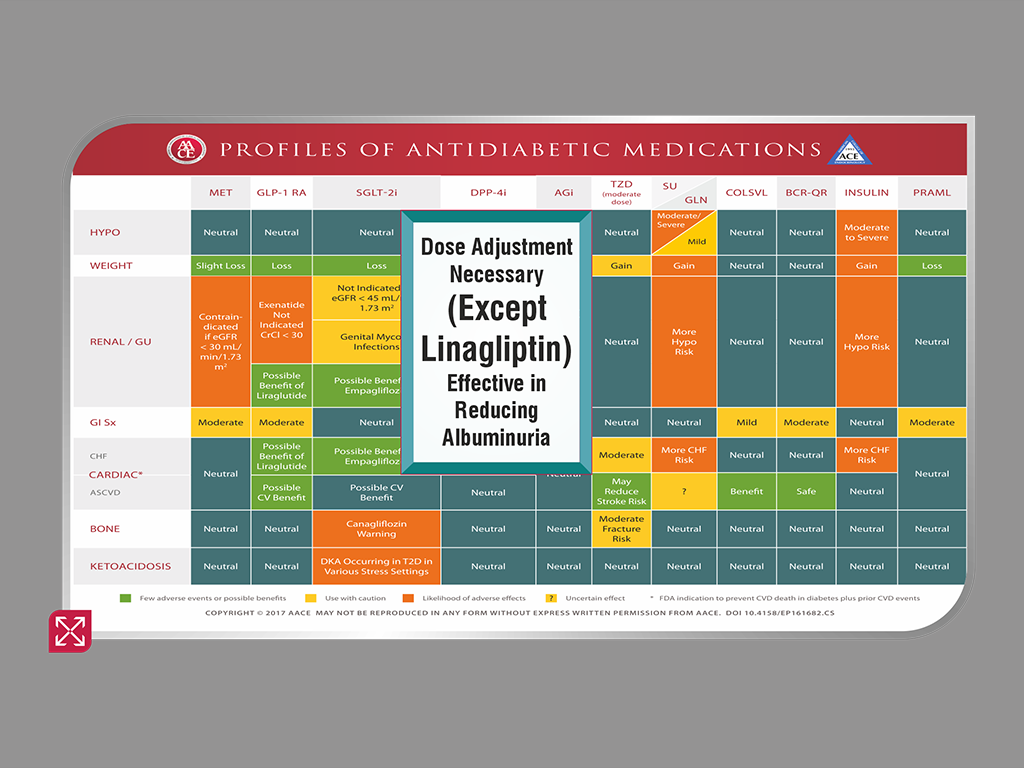 PROFILES OF ANTIDIABETIC MEDICATIONS
AACE
ACE
MET GLP-1 RA SGLT-2i DPP-4i AGi TZD (moderate dose) SU GLN COLSVL BCR-QR INSULIN PRAML
HYPO
Neutral
Neutral
Neutral
Neutral
Moderate/
Severe
Mild
Neutral
Neutral
Moderate
to Severe
Neutral
WEIGHT
Slight Loss
Loss
Loss
Gain
Gain
Neutral
Neutral
Gain
Loss
RENAL / GU
Contrain-
dicated
if eGFR
< 30 mL/
min/1.73
m²
Exenatide
Not
Indicated
CrCl < 30
Possible
Benefit of
Liraglutide
Not Indicated
eGFR < 45 mL/
1.73 m²
Genital Myco
Infections
Possible Benef
Empaglifloz
Neutral
More
Hypo
Risk
Neutral
Neutral
More
Hypo Risk
Neutral
Dose Adjustment
Necessary
(Except
Linagliptin)
Effective in
Reducing
Albuminuria
GI Sx
Moderate
Moderate
Neutral
Neutral
Neutral
Mild
Moderate
Neutral
Moderate
CHF
CARDIAC*
ASCVD
Neutral
Possible
Benefit of
Liraglutide
Possible Benef
Empaglifloz
Moderate
More CHF
Risk
Neutral
Neutral
More CHF
Risk
Neutral
Possible
CV Benefit
Possible CV
Benefit
Neutral
Neutral
May
Reduce
Stroke Risk
?
Benefit
Safe
Neutral
BONE
Neutral
Neutral
Canagliflozin
Warning
Neutral
Neutral
Moderate
Fracture
Risk
Neutral
Neutral
Neutral
Neutral
Neutral
KETOACIDOSIS
Neutral
Neutral
DKA Occurring in T2D in
Various Stress Settings
Neutral
Neutral
Neutral
Neutral
Neutral
Neutral
Neutral
Neutral
Few adverse events or possible benefits
Use with caution
Likelihood of adverse effects
? Uncertain effect
* FDA indication to prevent CVD death in diabetes plus prior CVD events
COPYRIGHT © 2017 AACE MAY NOT BE REPRODUCED IN ANY FORM WITHOUT EXPRESS WRITTEN PERMISSION FROM AACE. DOI 10.4158/EP161682.CS